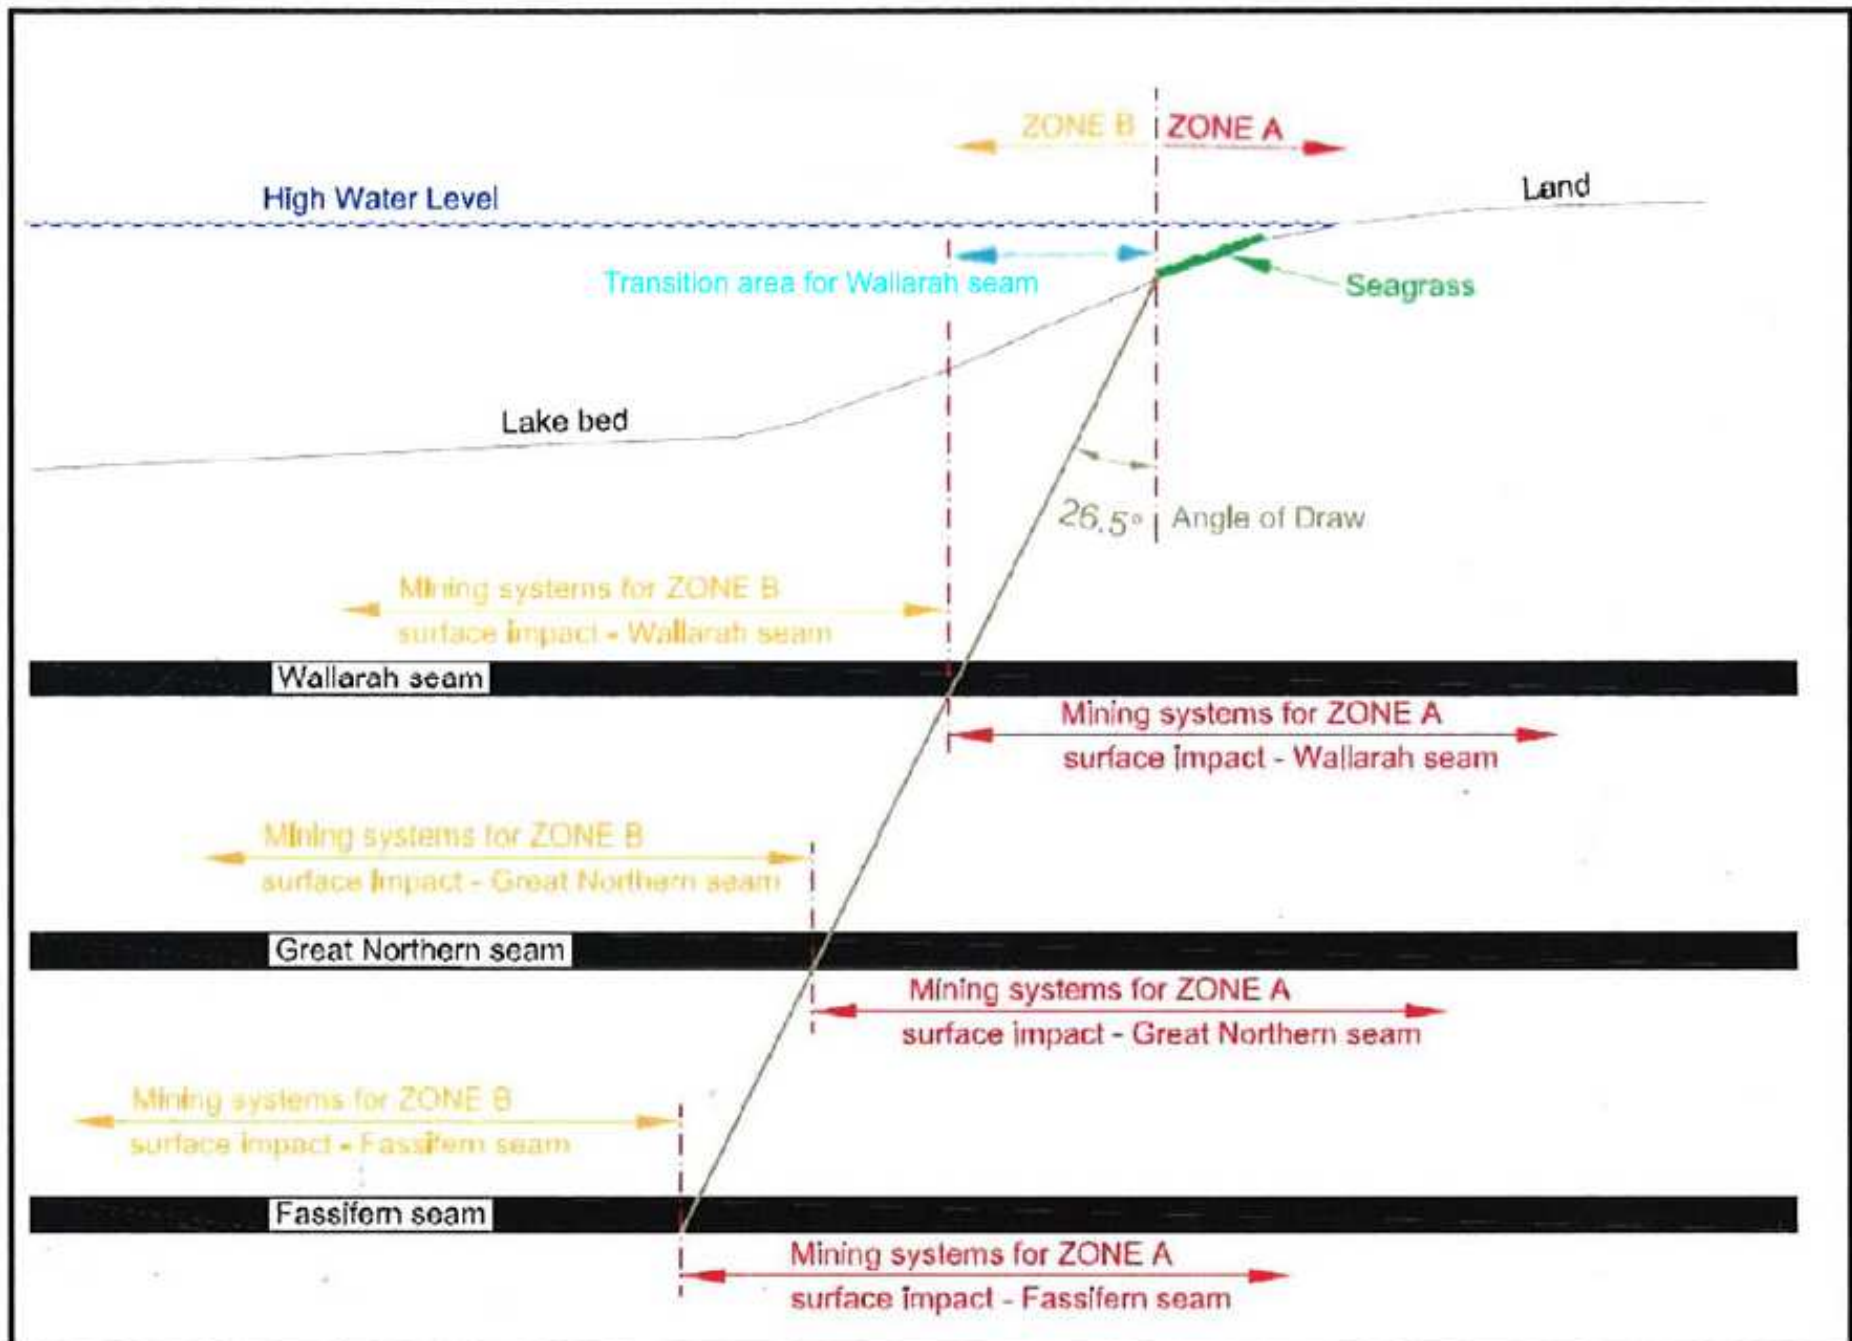 ZONE B
ZONE A
High Water Level
Land
Transition area for Wallarah seam
Seagrass
Lake bed
26.5°
Angle of Draw
Mining systems for ZONE B
surface impact - Wallarah seam
Wallarah seam
Mining systems for ZONE A
surface impact - Wallarah seam
Mining systems for ZONE B
surface impact - Great Northern seam
Great Northern seam
Mining systems for ZONE A
surface impact - Great Northern seam
Mining systems for ZONE B
surface impact - Fassifern seam
Fassifern seam
Mining systems for ZONE A
surface impact - Fassifern seam